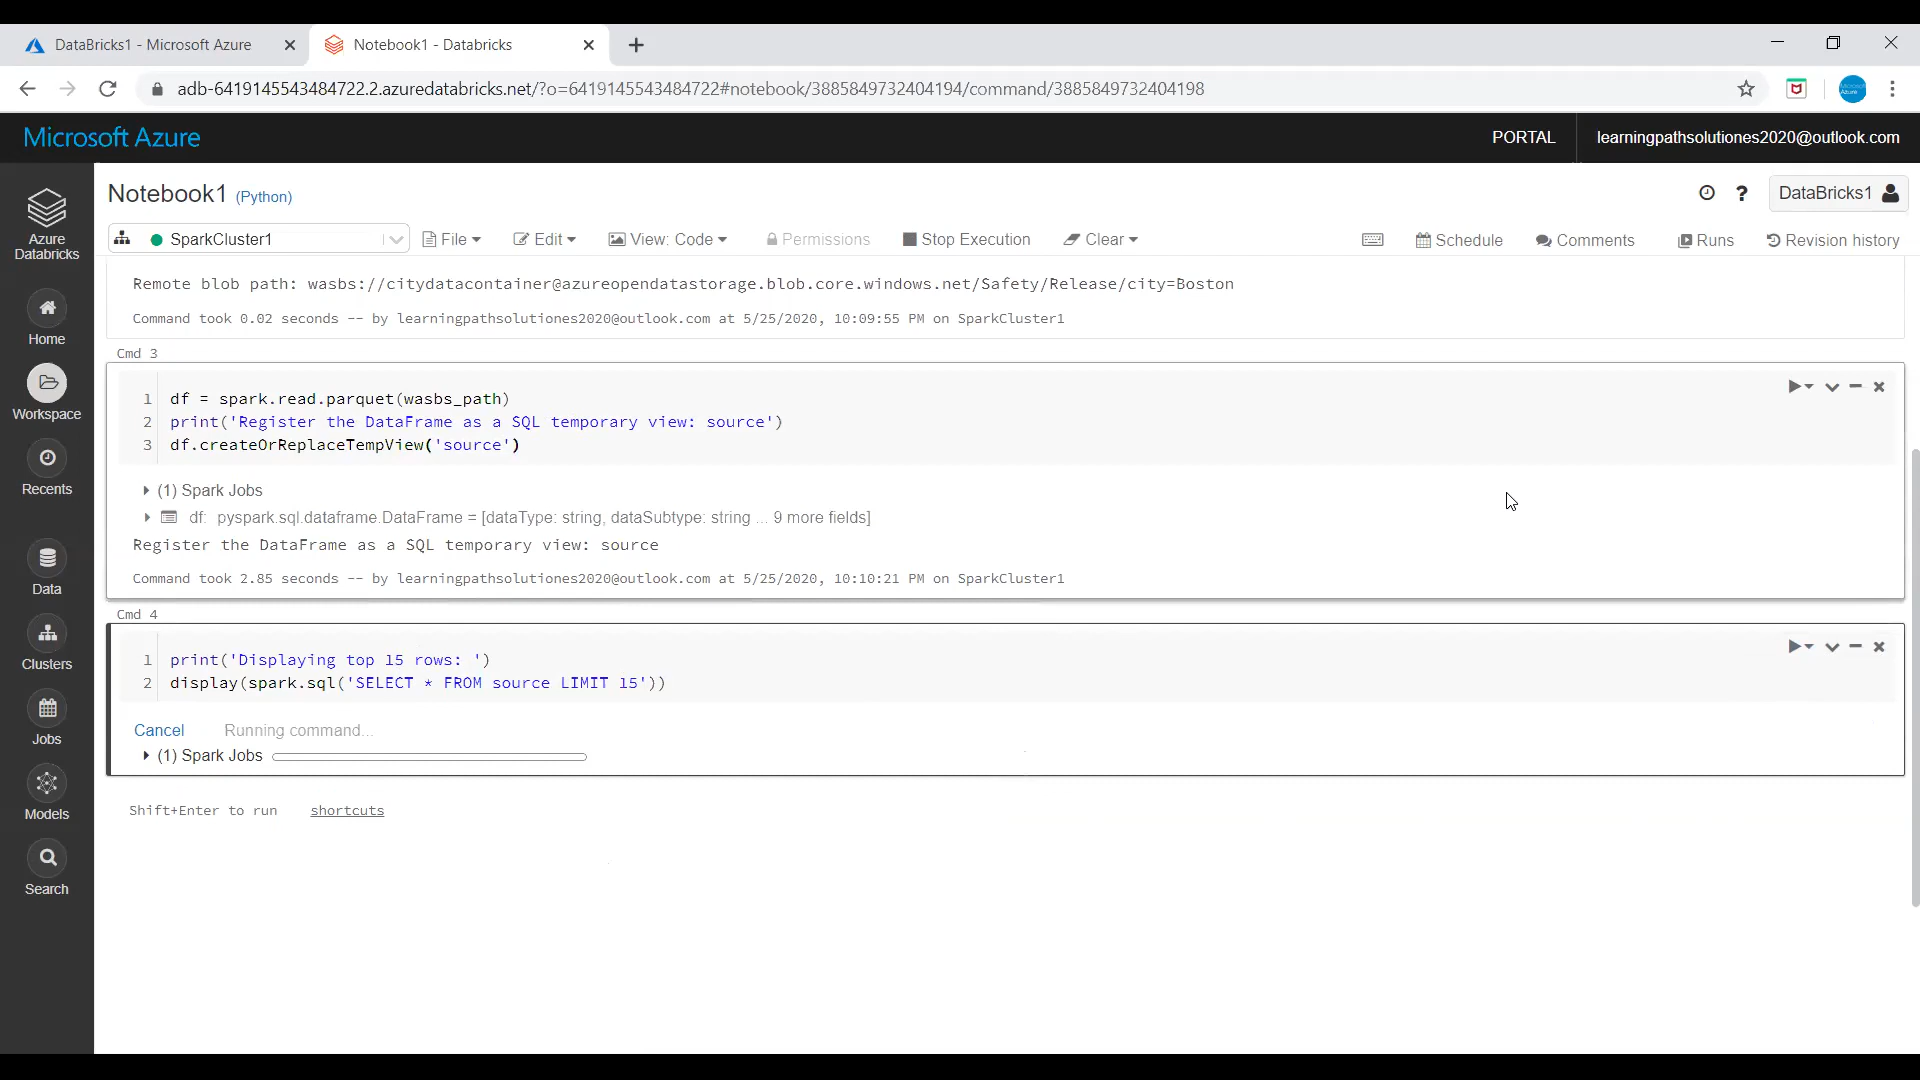 DataBricks1 - Microsoft Azure
Notebook1 - Databricks
adb-6419145543484722.2.azuredatabricks.net/?o=6419145543484722#notebook/3885849732404194/command/3885849732404198
Microsoft Azure
PORTAL
learningpathsolutiones2020@outlook.com
Azure
Databricks
Home
Workspace
Recents
Data
Clusters
Jobs
Models
Search
Notebook1 (Python)
DataBricks1
SparkCluster1
File
Edit
View: Code
Permissions
Stop Execution
Clear
Schedule
Comments
Runs
Revision history
Remote blob path: wasbs://citydatacontainer@azureopendatastorage.blob.core.windows.net/Safety/Release/city=Boston
Command took 0.02 seconds -- by learningpathsolutiones2020@outlook.com at 5/25/2020, 10:09:55 PM on SparkCluster1
Cmd 3
1 df = spark.read.parquet(wasbs_path)
2 print('Register the DataFrame as a SQL temporary view: source')
3 df.createOrReplaceTempView('source')
(1) Spark Jobs
df: pyspark.sql.dataframe.DataFrame = [dataType: string, dataSubtype: string ... 9 more fields]
Register the DataFrame as a SQL temporary view: source
Command took 2.85 seconds -- by learningpathsolutiones2020@outlook.com at 5/25/2020, 10:10:21 PM on SparkCluster1
Cmd 4
1 print('Displaying top 15 rows: ')
2 display(spark.sql('SELECT * FROM source LIMIT 15'))
Cancel Running command...
(1) Spark Jobs
Shift+Enter to run shortcuts